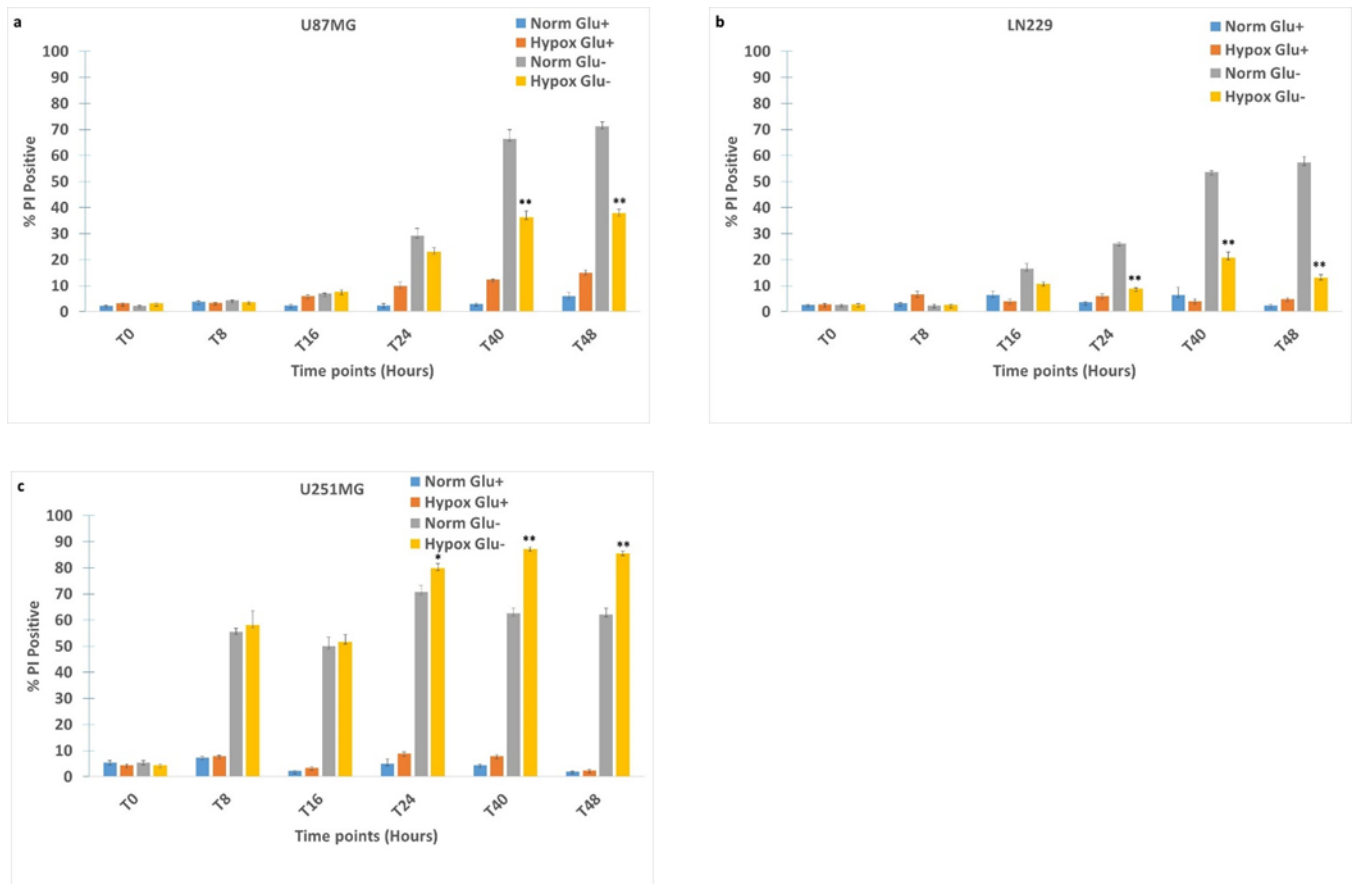 a
U87MG
Norm Glu+
Hypox Glu+
Norm Glu-
Hypox Glu-
100
90
80
70
60
50
40
30
20
10
0
% PI Positive
**
**
T0 T8 T16 T24 T40 T48
Time points (Hours)
b
LN229
Norm Glu+
Hypox Glu+
Norm Glu-
Hypox Glu-
100
90
80
70
60
50
40
30
20
10
0
% PI Positive
**
**
**
T0 T8 T16 T24 T40 T48
Time points (Hours)
c
U251MG
Norm Glu+
Hypox Glu+
Norm Glu-
Hypox Glu-
100
90
80
70
60
50
40
30
20
10
0
% PI Positive
*
**
**
T0 T8 T16 T24 T40 T48
Time points (Hours)